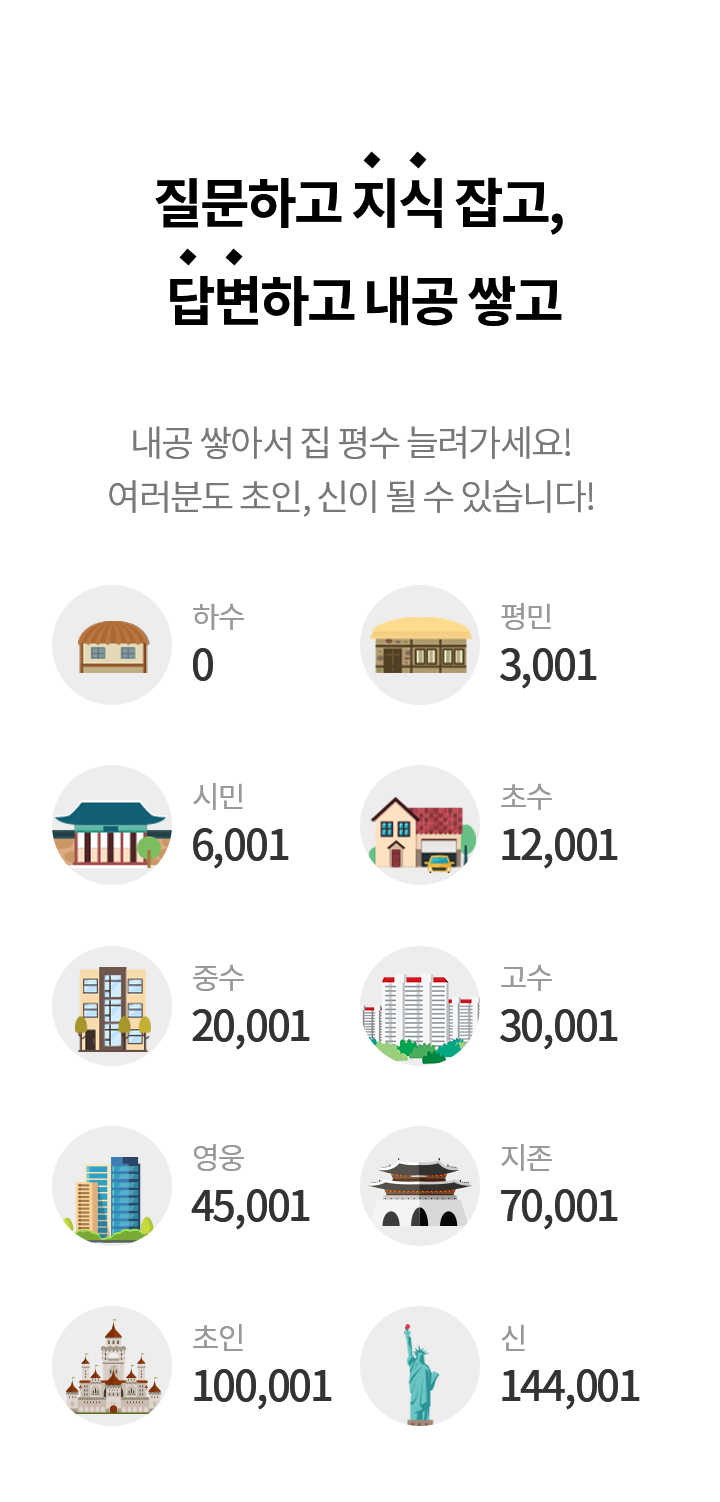 질문하고 지식 잡고,
답변하고 내공 쌓고
내공 쌓아서 집 평수 늘려가세요!
여러분도 초인, 신이 될 수 있습니다!
하수
0
평민
3,001
시민
6,001
초수
12,001
중수
20,001
고수
30,001
영웅
45,001
지존
70,001
초인
100,001
신
144,001